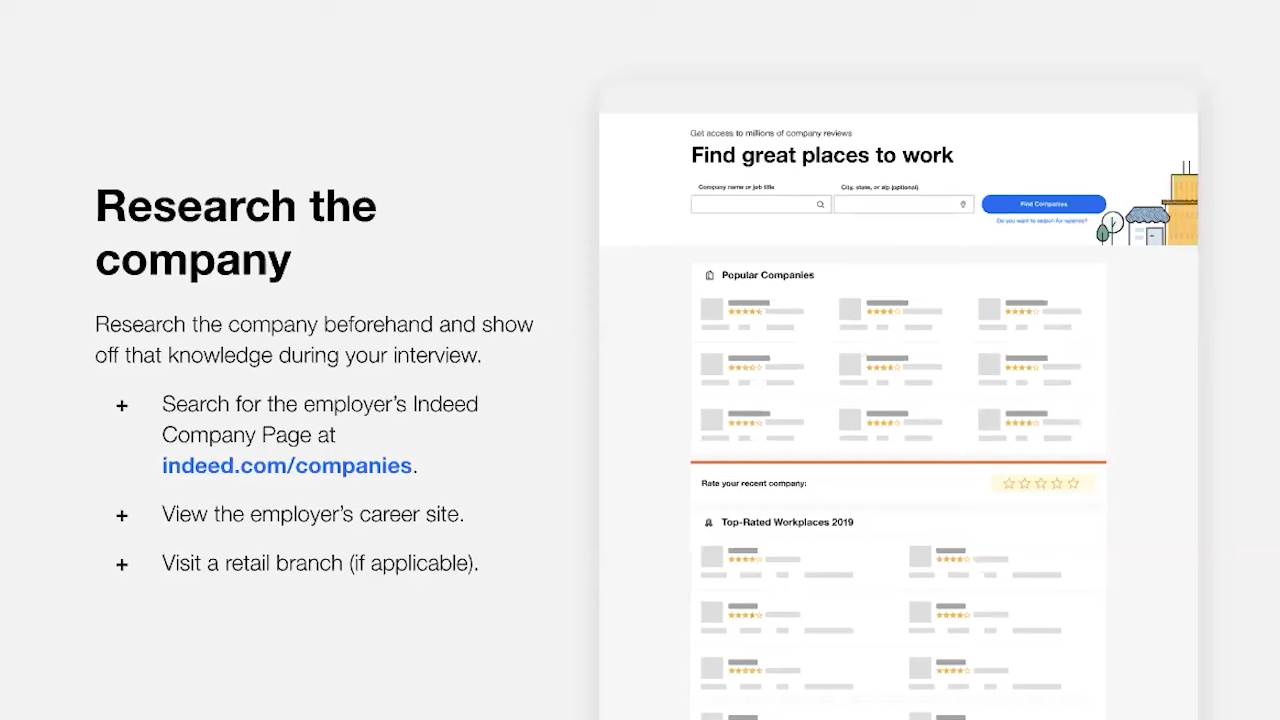 Research the
company
Research the company beforehand and show
off that knowledge during your interview.
+ Search for the employer’s Indeed
Company Page at
indeed.com/companies.
+ View the employer’s career site.
+ Visit a retail branch (if applicable).
Get access to millions of company reviews
Find great places to work
Company name or job title
City, state, or zip (optional)
Find Companies
Do you want to search for salaries?
Popular Companies
Rate your recent company:
Top-Rated Workplaces 2019